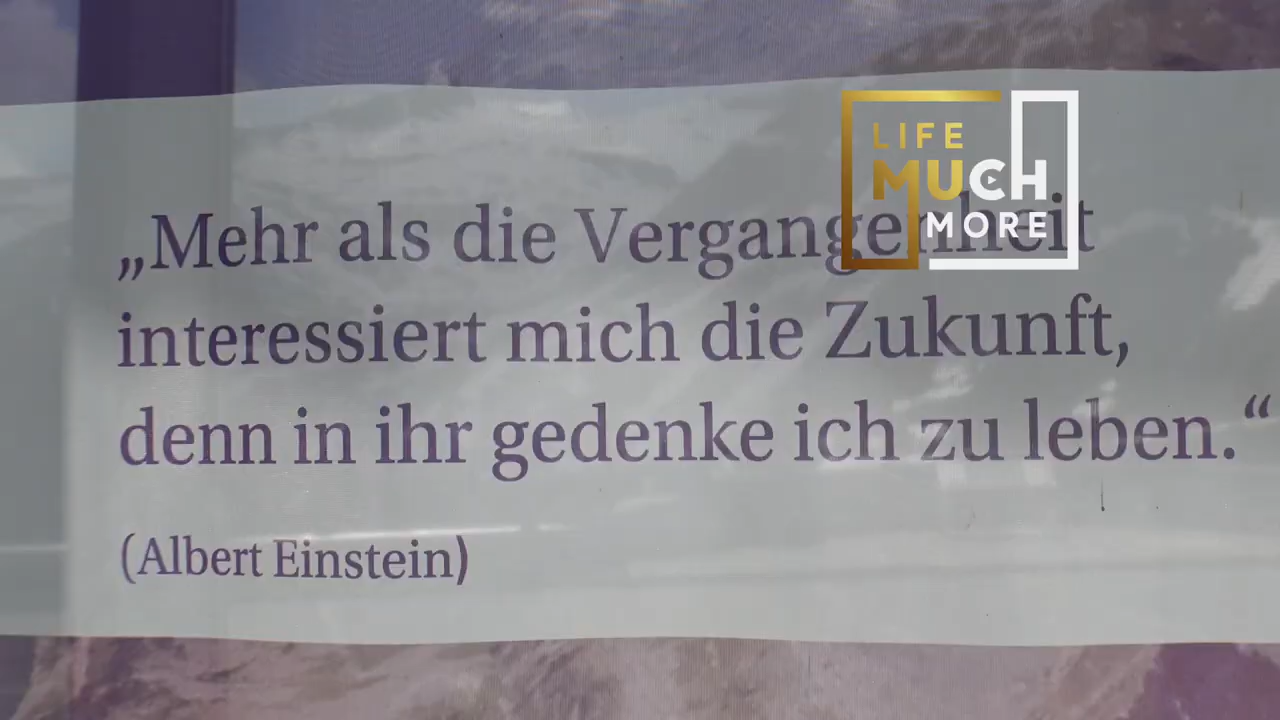 LIFE
MUCH
MORE
„Mehr als die Vergangenheit
interessiert mich die Zukunft,
denn in ihr gedenke ich zu leben.“
(Albert Einstein)